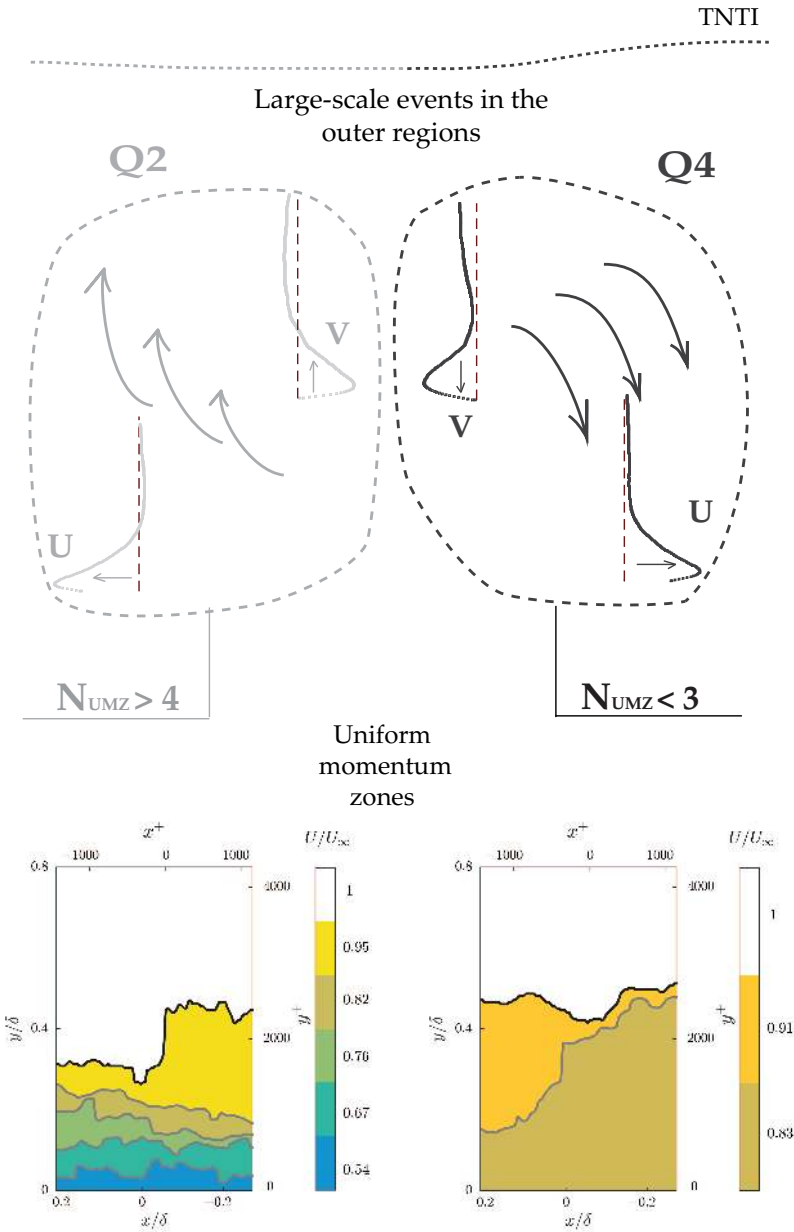 TNTI
Large-scale events in the
outer regions
Q2
Q4
V
V
U
U
NUMZ > 4
NUMZ < 3
Uniform
momentum
zones
x⁺
U/U∞
−1000 0 1000
0.8
0.4
0
y/δ
4000
2000
0
y⁺
1
0.95
0.82
0.76
0.67
0.54
0.2 0 −0.2
x/δ
x⁺
U/U∞
−1000 0 1000
0.8
0.4
0
y/δ
4000
2000
0
y⁺
1
0.91
0.83
0.2 0 −0.2
x/δ